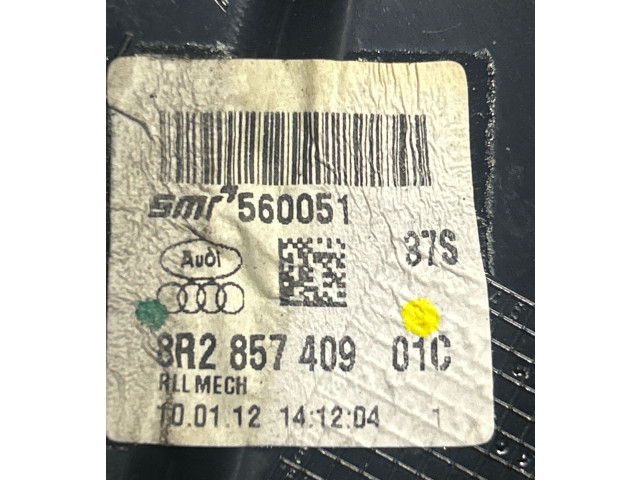 smr 560051
37S
Audi
8R2 857 409 01C
RLL MECH
10.01.12 14:12:04 1